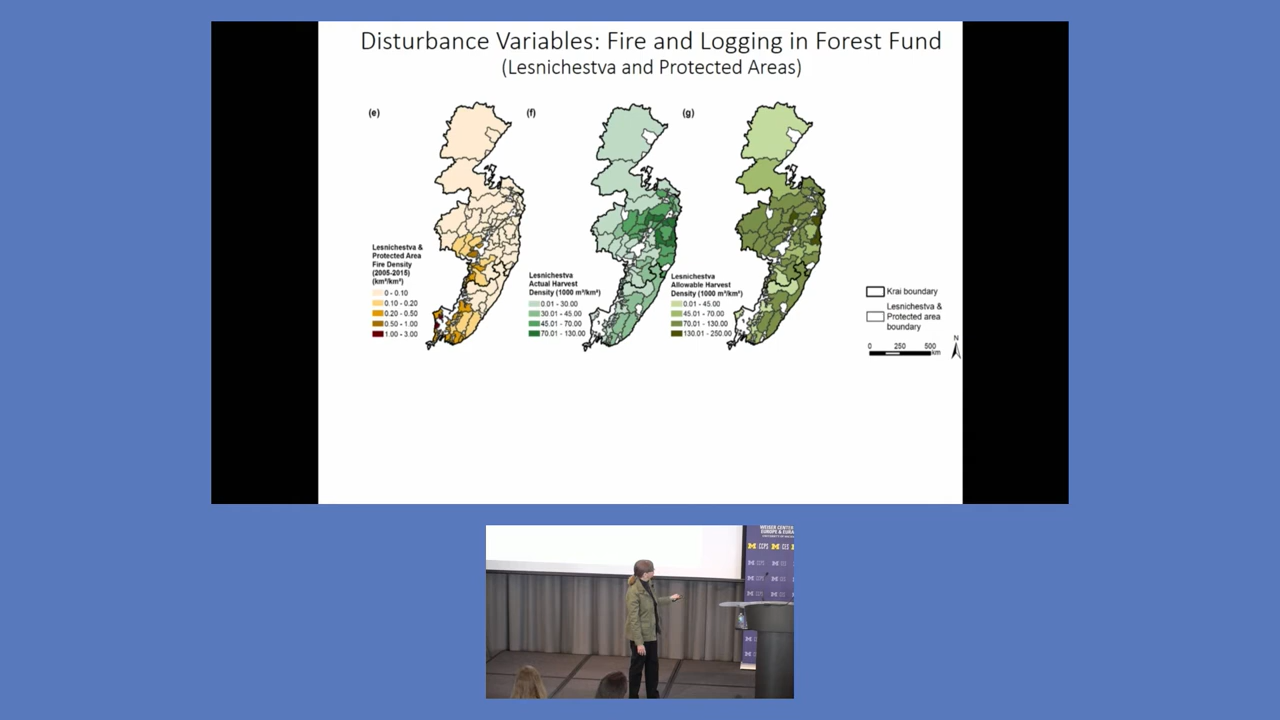 Disturbance Variables: Fire and Logging in Forest Fund
(Lesnichestva and Protected Areas)
(e)
(f)
(g)
Lesnichestva &
Protected Area
Fire Density
(2005-2015)
(km²/km²)
0 - 0.10
0.10 - 0.20
0.20 - 0.50
0.50 - 1.00
1.00 - 3.00
Lesnichestva
Actual Harvest
Density (1000 m³/km²)
0.01 - 30.00
30.01 - 45.00
45.01 - 70.00
70.01 - 130.00
Lesnichestva
Allowable Harvest
Density (1000 m³/km²)
0.01 - 45.00
45.01 - 70.00
70.01 - 130.00
130.01 - 250.00
Krai boundary
Lesnichestva &
Protected area
boundary
0 250 500
km
N
WEISER CENTER
EUROPE & EURA
M CCPS M CES